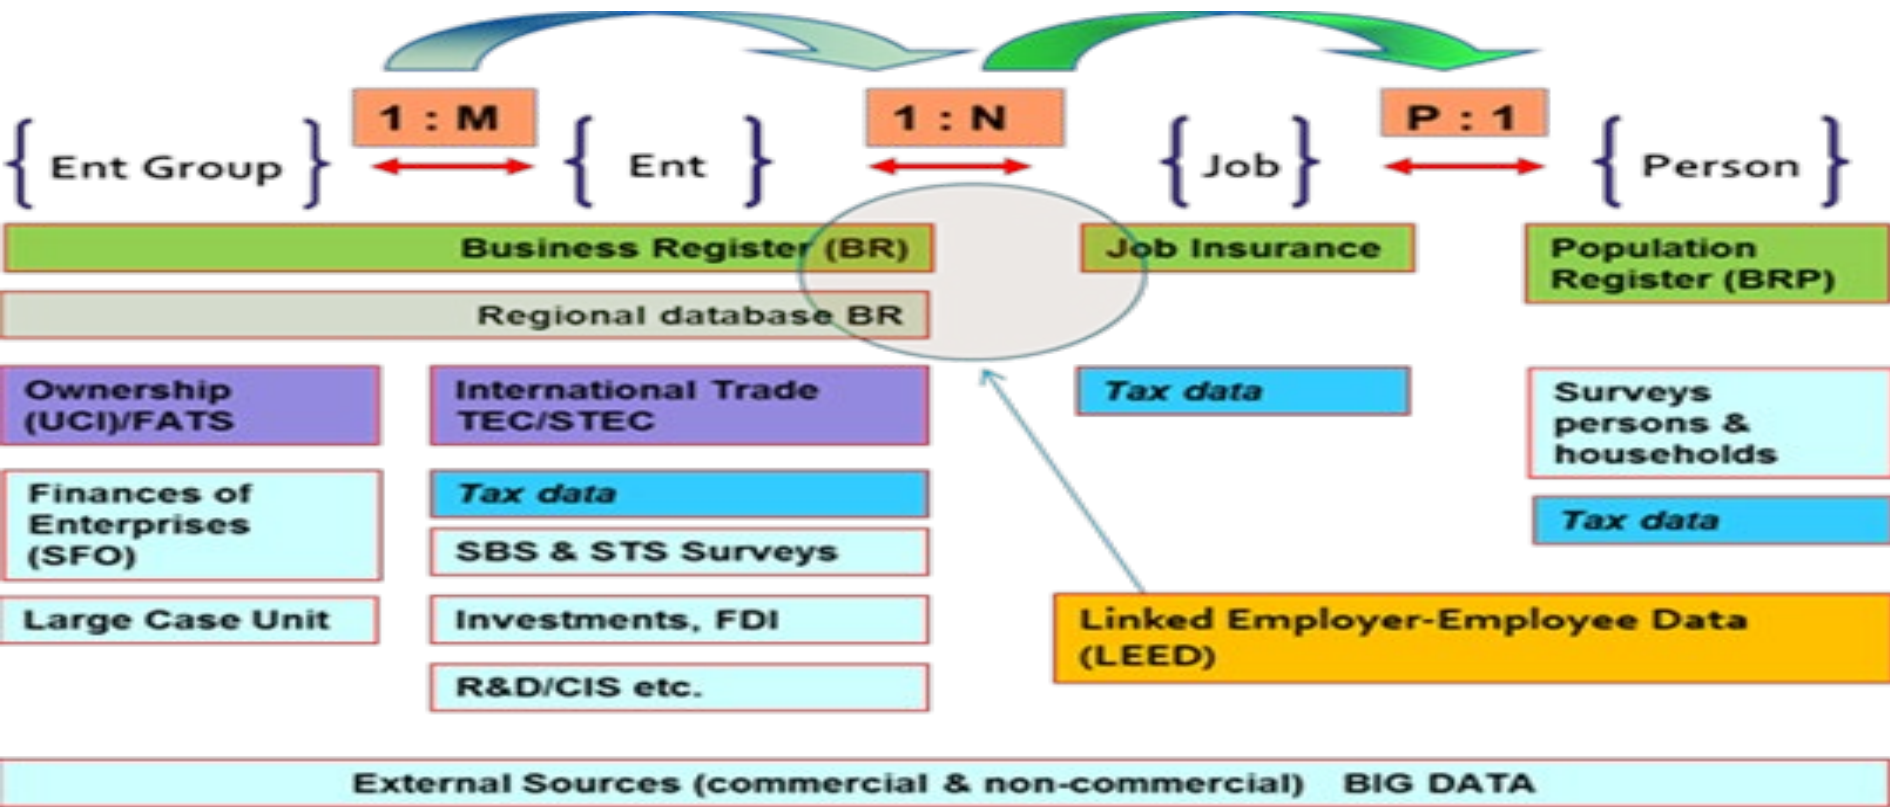 1 : M
1 : N
P : 1
Ent Group
Ent
Job
Person
Business Register (BR)
Job Insurance
Population
Register (BRP)
Regional database BR
Ownership
(UCI)/FATS
International Trade
TEC/STEC
Tax data
Surveys
persons &
households
Finances of
Enterprises
(SFO)
Tax data
SBS & STS Surveys
Tax data
Large Case Unit
Investments, FDI
R&D/CIS etc.
Linked Employer-Employee Data
(LEED)
External Sources (commercial & non-commercial) BIG DATA